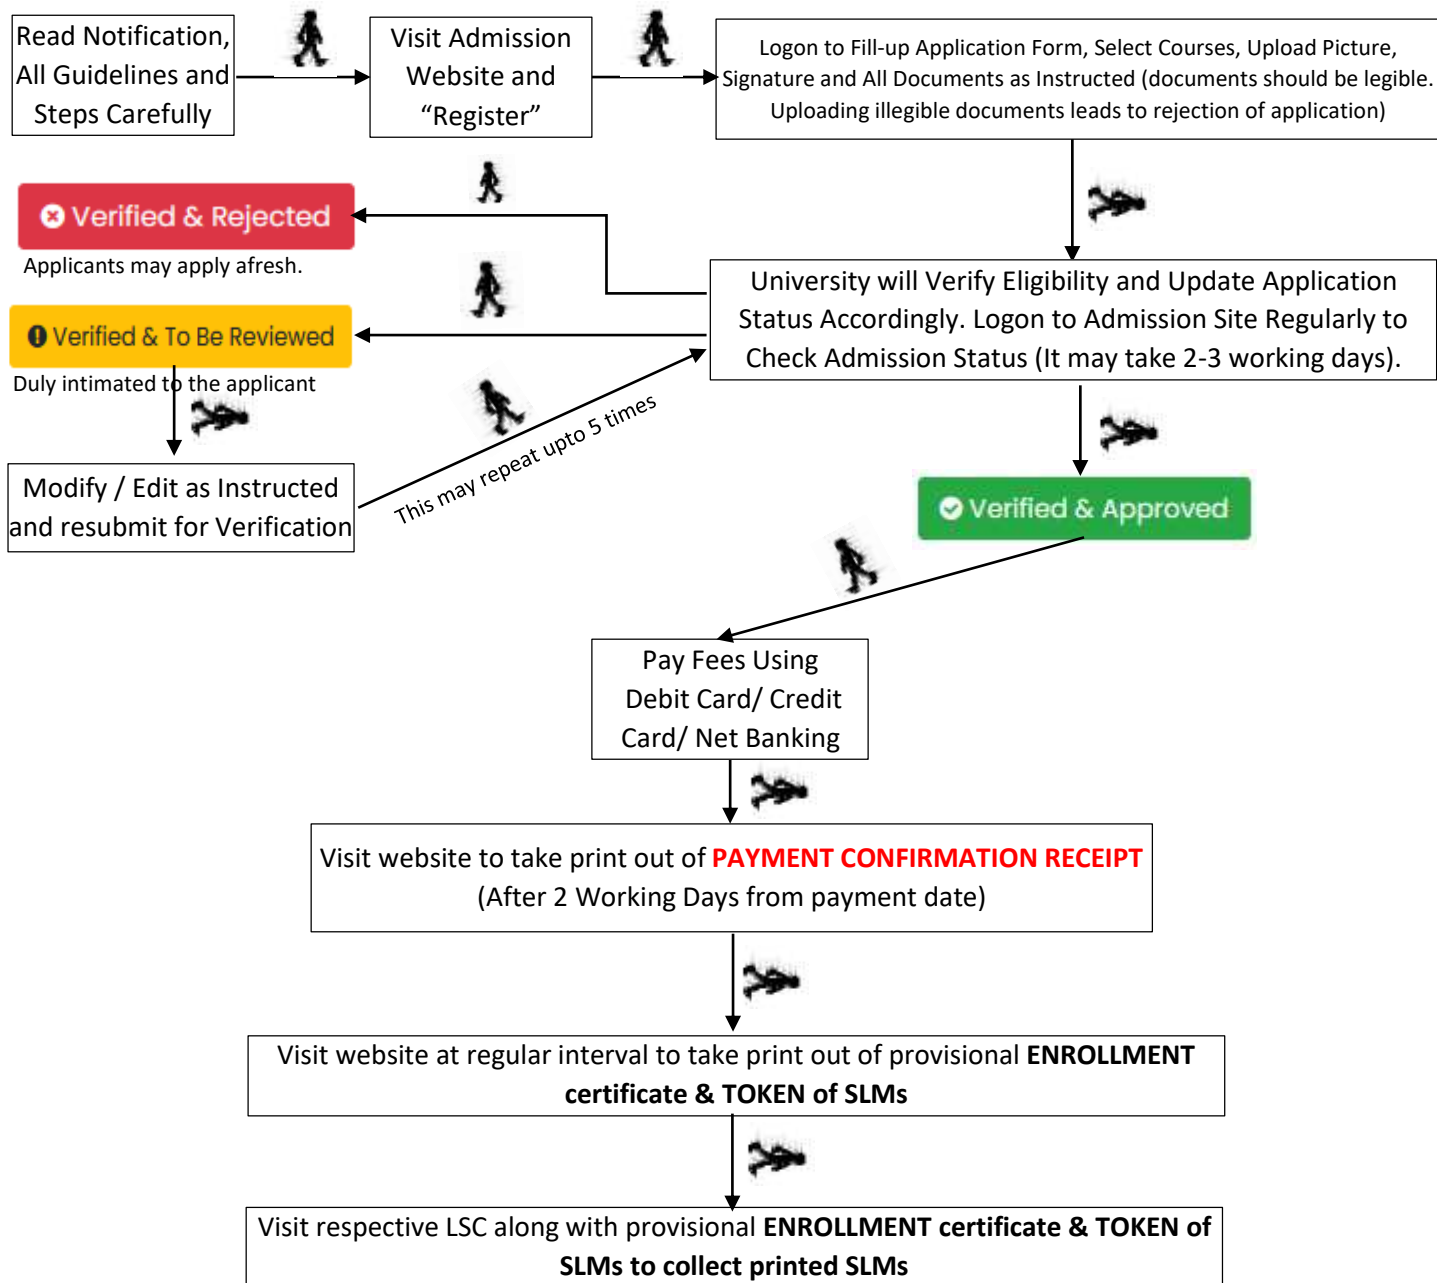 Read Notification,
All Guidelines and
Steps Carefully
Visit Admission
Website and
“Register”
Logon to Fill-up Application Form, Select Courses, Upload Picture,
Signature and All Documents as Instructed (documents should be legible.
Uploading illegible documents leads to rejection of application)
Verified & Rejected
Applicants may apply afresh.
University will Verify Eligibility and Update Application
Status Accordingly. Logon to Admission Site Regularly to
Check Admission Status (It may take 2-3 working days).
Verified & To Be Reviewed
Duly intimated to the applicant
This may repeat upto 5 times
Modify / Edit as Instructed
and resubmit for Verification
Verified & Approved
Pay Fees Using
Debit Card/ Credit
Card/ Net Banking
Visit website to take print out of PAYMENT CONFIRMATION RECEIPT
(After 2 Working Days from payment date)
Visit website at regular interval to take print out of provisional ENROLLMENT
certificate & TOKEN of SLMs
Visit respective LSC along with provisional ENROLLMENT certificate & TOKEN of
SLMs to collect printed SLMs